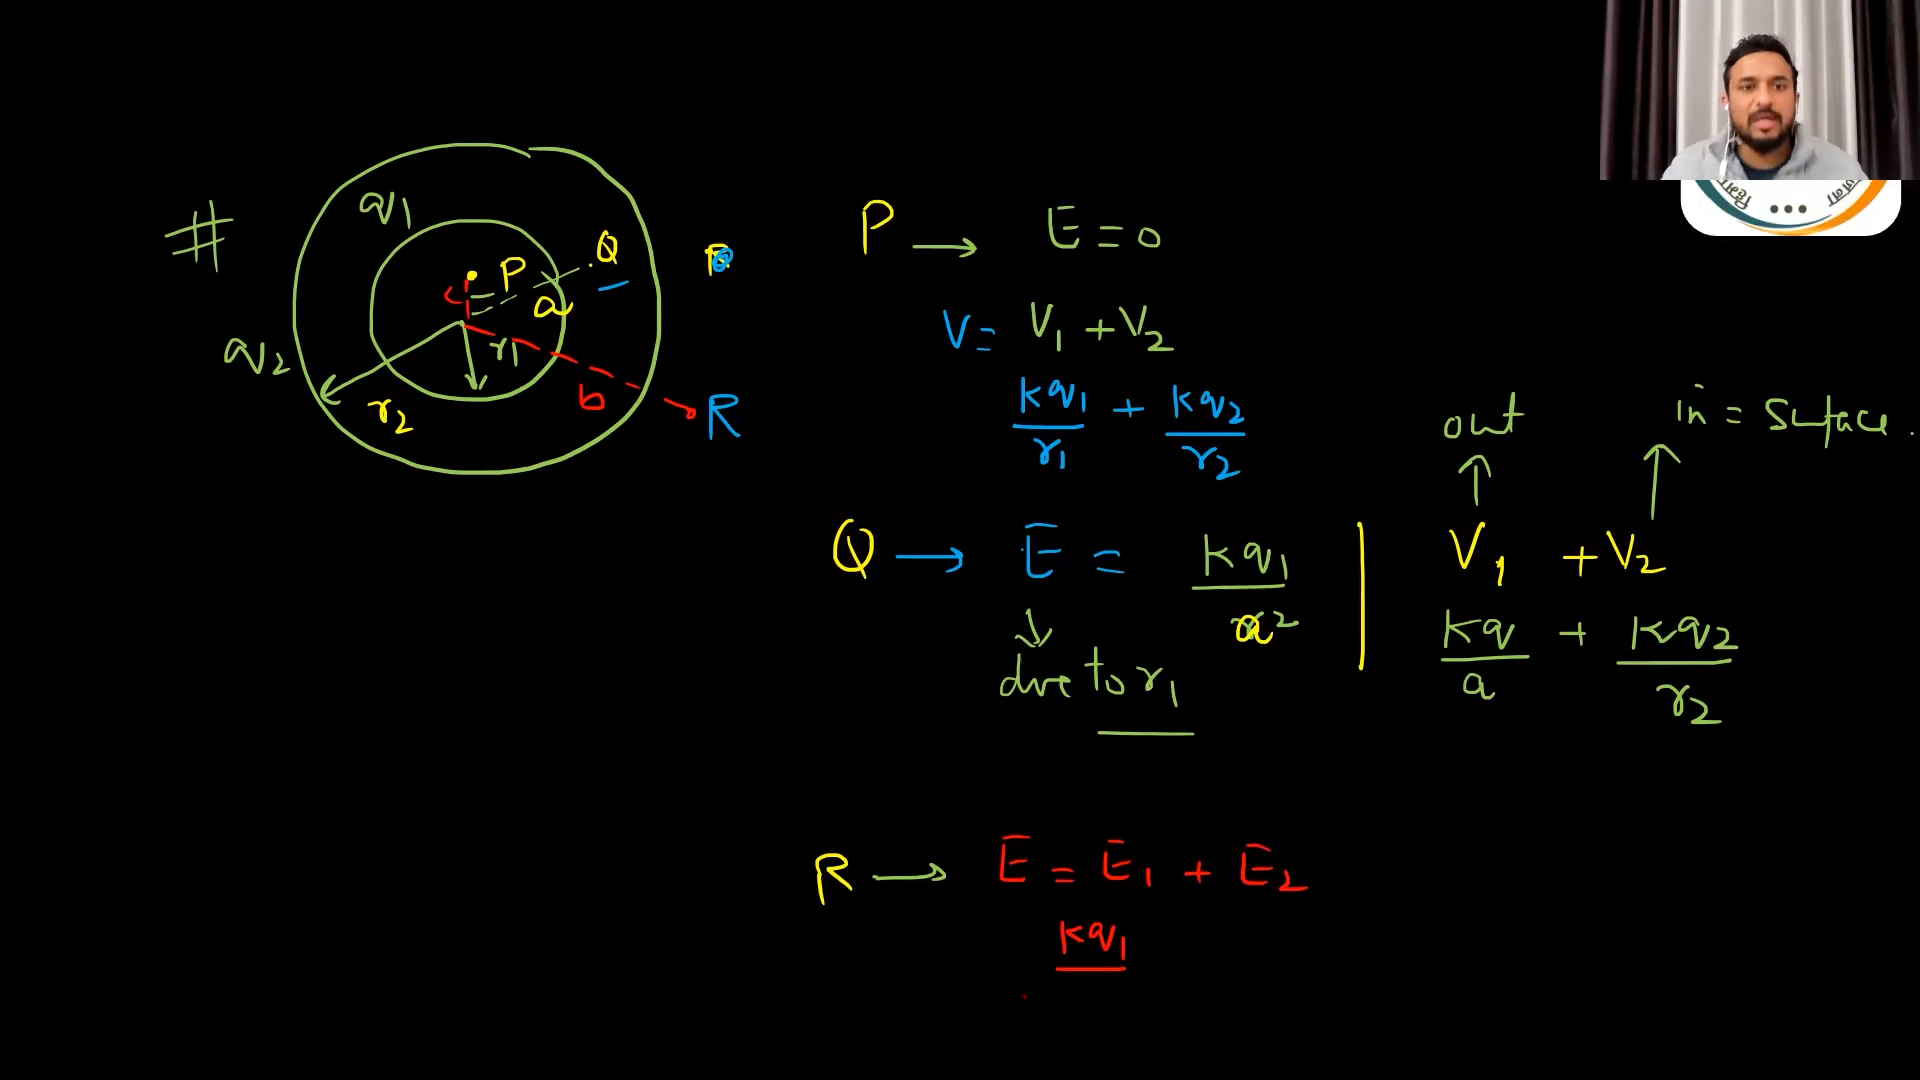 #
q1
q2
P
Q
a
c
r1
r2
b
R
P → E = 0
V = V1 + V2
kq1/r1 + kq2/r2
Q → E = kq1/a²
due to r1
out
in = Surface.
V1 + V2
kq/a + kq2/r2
R → E = E1 + E2
kq1